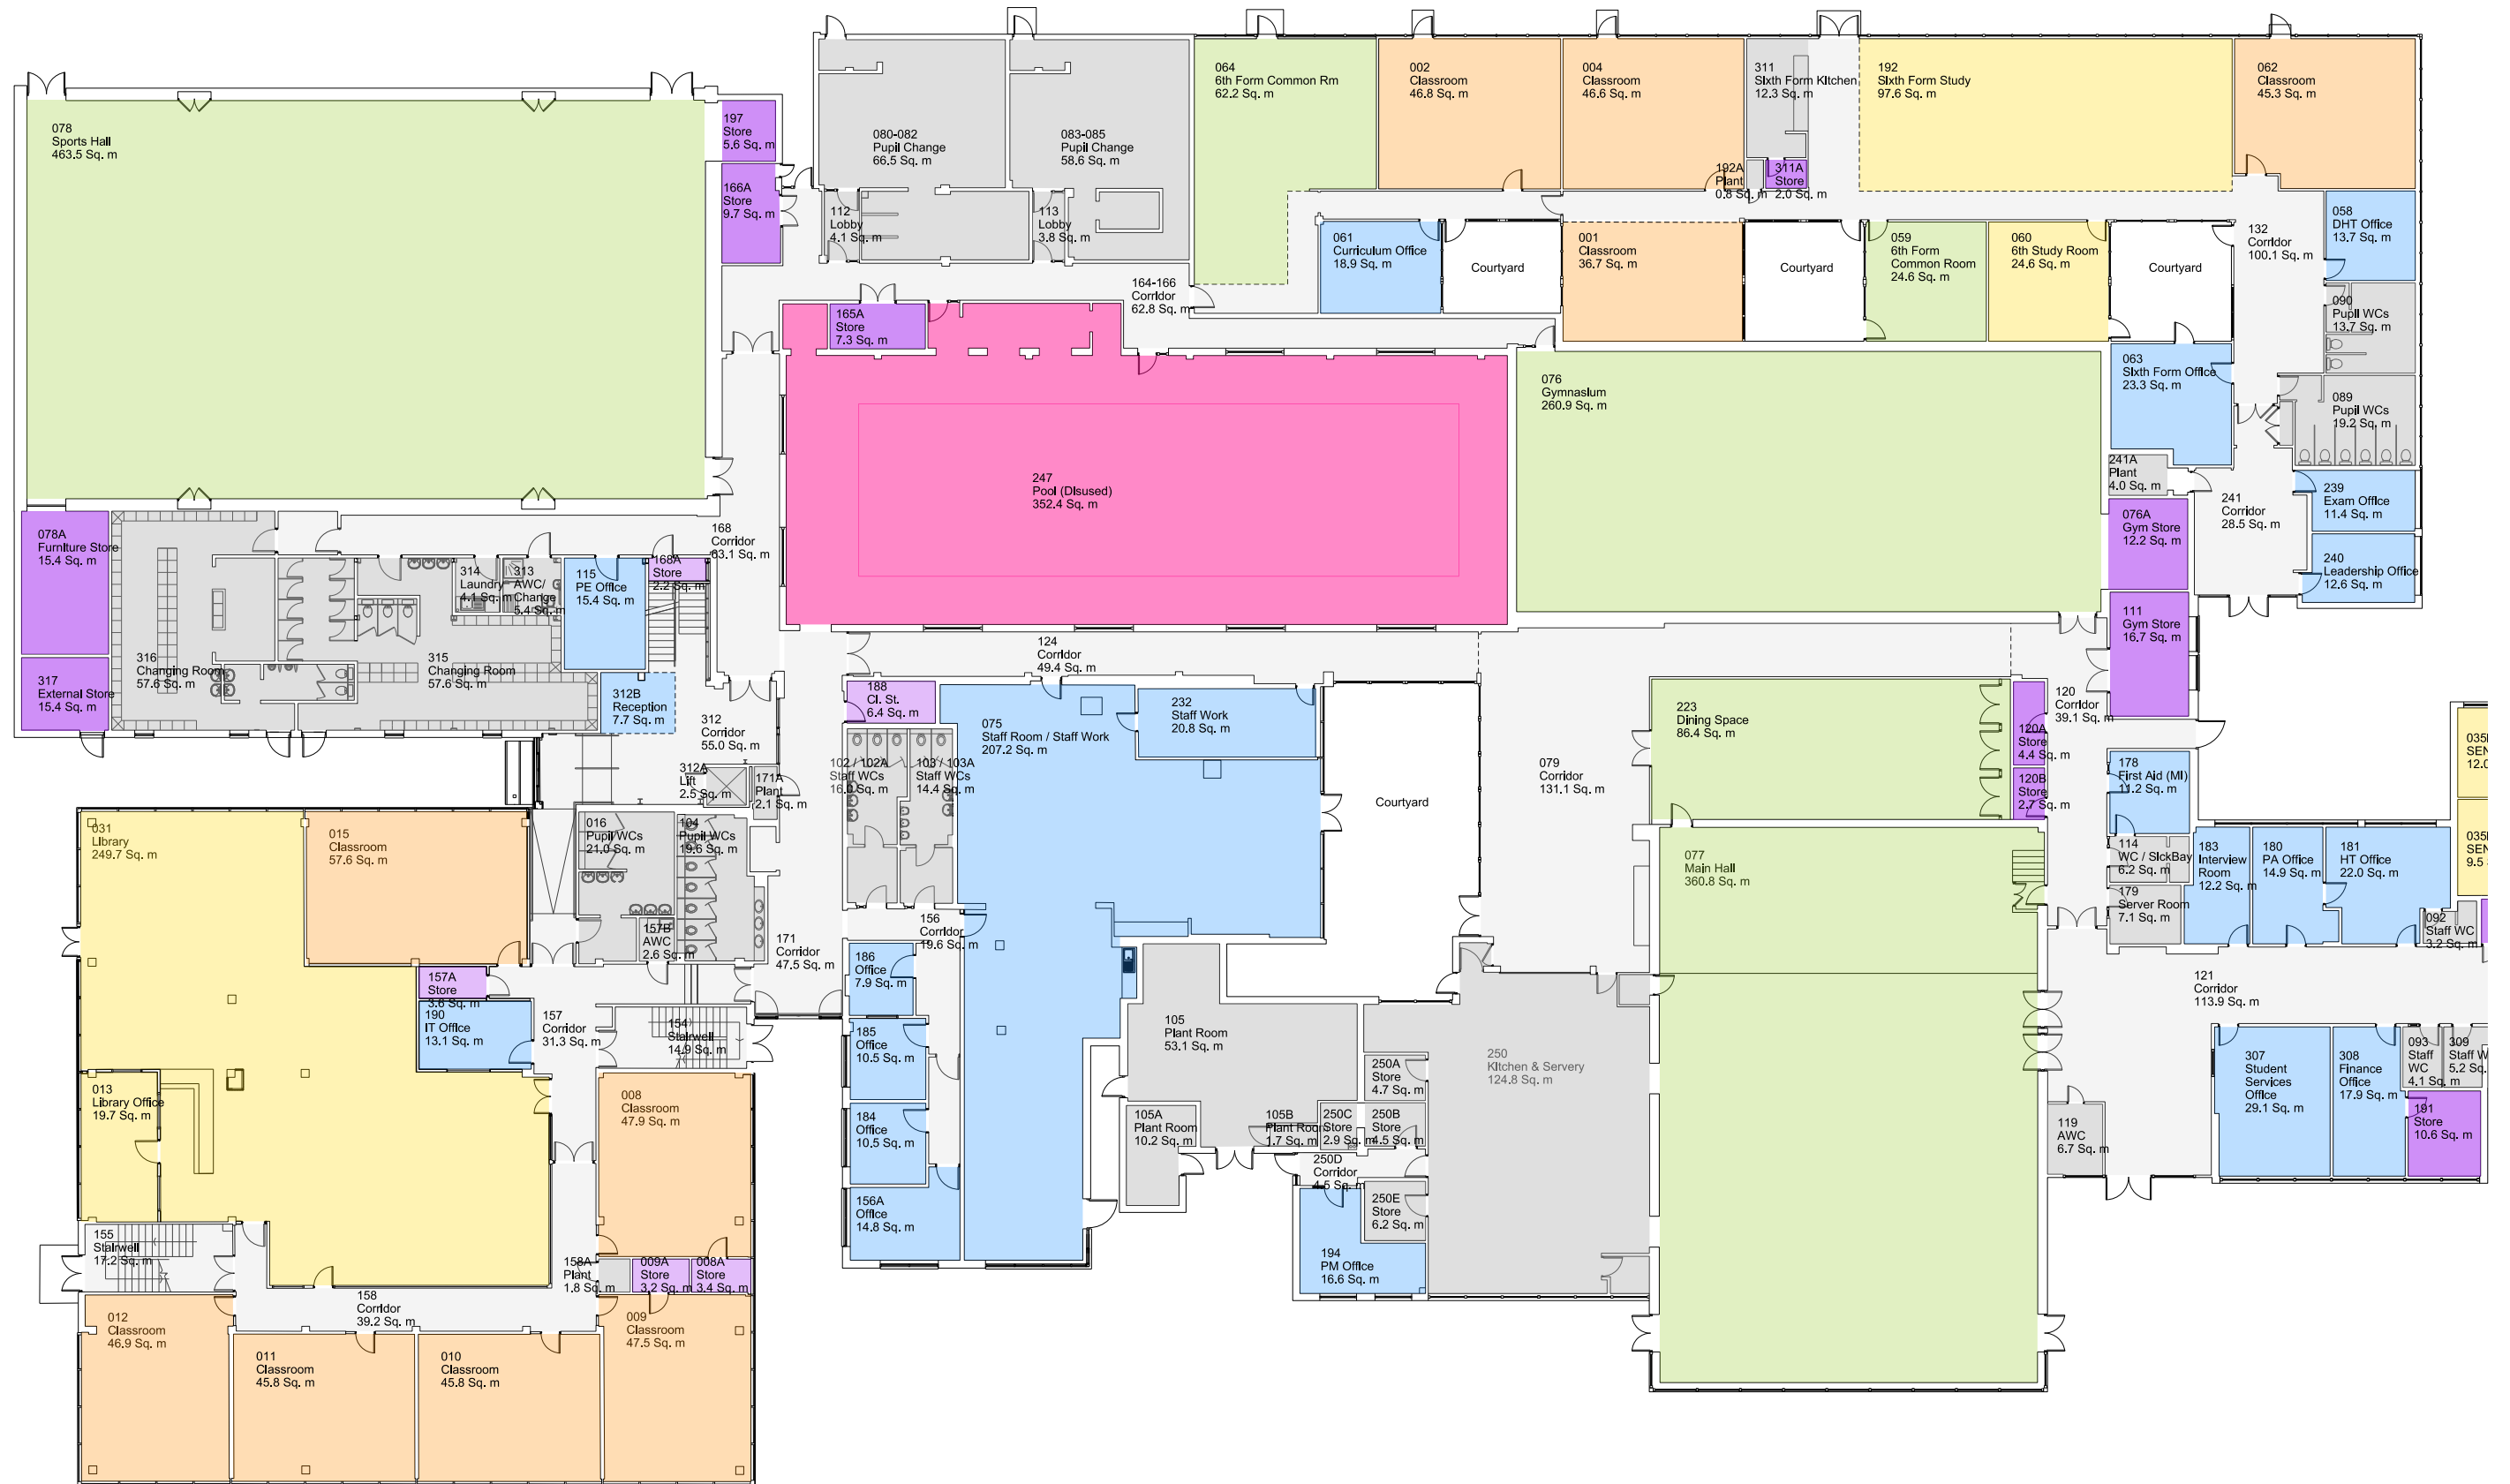 078
Sports Hall
463.5 Sq. m
197
Store
5.6 Sq. m
166A
Store
9.7 Sq. m
080-082
Pupil Change
66.5 Sq. m
083-085
Pupil Change
58.6 Sq. m
112
Lobby
4.1 Sq. m
113
Lobby
3.8 Sq. m
064
6th Form Common Rm
62.2 Sq. m
002
Classroom
46.8 Sq. m
004
Classroom
46.6 Sq. m
311
Sixth Form Kitchen
12.3 Sq. m
192
Sixth Form Study
97.6 Sq. m
062
Classroom
45.3 Sq. m
192A
Plant
0.8 Sq. m
311A
Store
2.0 Sq. m
061
Curriculum Office
18.9 Sq. m
Courtyard
001
Classroom
36.7 Sq. m
Courtyard
059
6th Form
Common Room
24.6 Sq. m
060
6th Study Room
24.6 Sq. m
Courtyard
132
Corridor
100.1 Sq. m
058
DHT Office
13.7 Sq. m
090
Pupil WCs
13.7 Sq. m
164-166
Corridor
62.8 Sq. m
165A
Store
7.3 Sq. m
063
Sixth Form Office
23.3 Sq. m
089
Pupil WCs
19.2 Sq. m
076
Gymnasium
260.9 Sq. m
247
Pool (Disused)
352.4 Sq. m
241A
Plant
4.0 Sq. m
241
Corridor
28.5 Sq. m
239
Exam Office
11.4 Sq. m
076A
Gym Store
12.2 Sq. m
240
Leadership Office
12.6 Sq. m
111
Gym Store
16.7 Sq. m
078A
Furniture Store
15.4 Sq. m
168
Corridor
63.1 Sq. m
314
Laundry
4.1 Sq. m
313
AWC/
Change
5.4 Sq. m
115
PE Office
15.4 Sq. m
168A
Store
2.2 Sq. m
317
External Store
15.4 Sq. m
316
Changing Room
57.6 Sq. m
315
Changing Room
57.6 Sq. m
312B
Reception
7.7 Sq. m
312
Corridor
55.0 Sq. m
124
Corridor
49.4 Sq. m
188
Cl. St.
6.4 Sq. m
075
Staff Room / Staff Work
207.2 Sq. m
232
Staff Work
20.8 Sq. m
223
Dining Space
86.4 Sq. m
120
Corridor
39.1 Sq. m
120A
Store
4.4 Sq. m
120B
Store
2.7 Sq. m
312A
Lift
2.5 Sq. m
171A
Plant
2.1 Sq. m
102 / 102A
Staff WCs
16.0 Sq. m
103 / 103A
Staff WCs
14.4 Sq. m
Courtyard
079
Corridor
131.1 Sq. m
178
First Aid (MI)
11.2 Sq. m
031
Library
249.7 Sq. m
015
Classroom
57.6 Sq. m
016
Pupil WCs
21.0 Sq. m
104
Pupil WCs
19.6 Sq. m
077
Main Hall
360.8 Sq. m
114
WC / SickBay
6.2 Sq. m
179
Server Room
7.1 Sq. m
183
Interview
Room
12.2 Sq. m
180
PA Office
14.9 Sq. m
181
HT Office
22.0 Sq. m
092
Staff WC
3.2 Sq. m
157B
AWC
2.6 Sq. m
171
Corridor
47.5 Sq. m
156
Corridor
19.6 Sq. m
186
Office
7.9 Sq. m
121
Corridor
113.9 Sq. m
157A
Store
3.6 Sq. m
190
IT Office
13.1 Sq. m
157
Corridor
31.3 Sq. m
154
Stairwell
14.9 Sq. m
185
Office
10.5 Sq. m
105
Plant Room
53.1 Sq. m
250
Kitchen & Servery
124.8 Sq. m
250A
Store
4.7 Sq. m
307
Student
Services
Office
29.1 Sq. m
308
Finance
Office
17.9 Sq. m
093
Staff
WC
4.1 Sq. m
309
Staff W
5.2 Sq.
191
Store
10.6 Sq. m
013
Library Office
19.7 Sq. m
008
Classroom
47.9 Sq. m
184
Office
10.5 Sq. m
105A
Plant Room
10.2 Sq. m
105B
Plant Room
1.7 Sq. m
250C
Store
2.9 Sq. m
250B
Store
4.5 Sq. m
119
AWC
6.7 Sq. m
250D
Corridor
4.5 Sq. m
156A
Office
14.8 Sq. m
250E
Store
6.2 Sq. m
194
PM Office
16.6 Sq. m
155
Stairwell
17.2 Sq. m
158A
Plant
1.8 Sq. m
009A
Store
3.2 Sq. m
008A
Store
3.4 Sq. m
158
Corridor
39.2 Sq. m
012
Classroom
46.9 Sq. m
011
Classroom
45.8 Sq. m
010
Classroom
45.8 Sq. m
009
Classroom
47.5 Sq. m
035
SEN
12.0
035
SEN
9.5